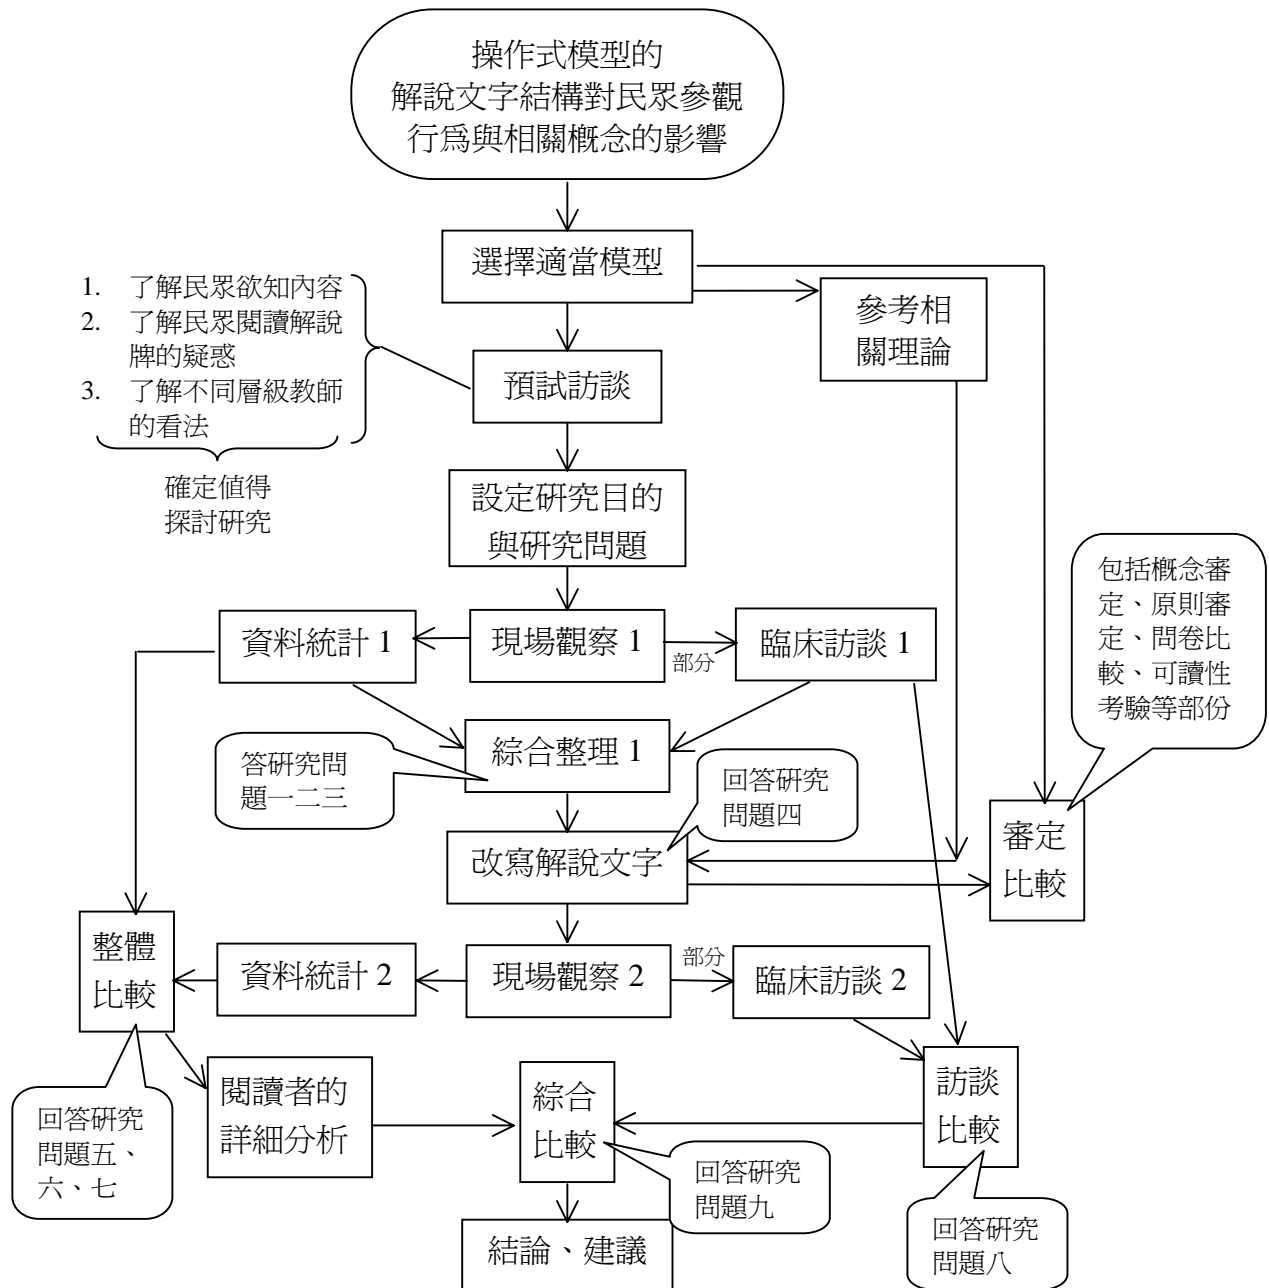 操作式模型的
解說文字結構對民眾參觀
行為與相關概念的影響
選擇適當模型
1. 了解民眾欲知內容
2. 了解民眾閱讀解說
牌的疑惑
3. 了解不同層級教師
的看法
確定值得
探討研究
參考相
關理論
預試訪談
設定研究目的
與研究問題
包括概念審
定、原則審
定、問卷比
較、可讀性
考驗等部份
資料統計 1
現場觀察 1
部分
臨床訪談 1
答研究問
題一二三
綜合整理 1
回答研究
問題四
改寫解說文字
審定
比較
整體
比較
資料統計 2
現場觀察 2
部分
臨床訪談 2
回答研究
問題五、
六、七
閱讀者的
詳細分析
綜合
比較
訪談
比較
回答研究
問題九
回答研究
問題八
結論、建議